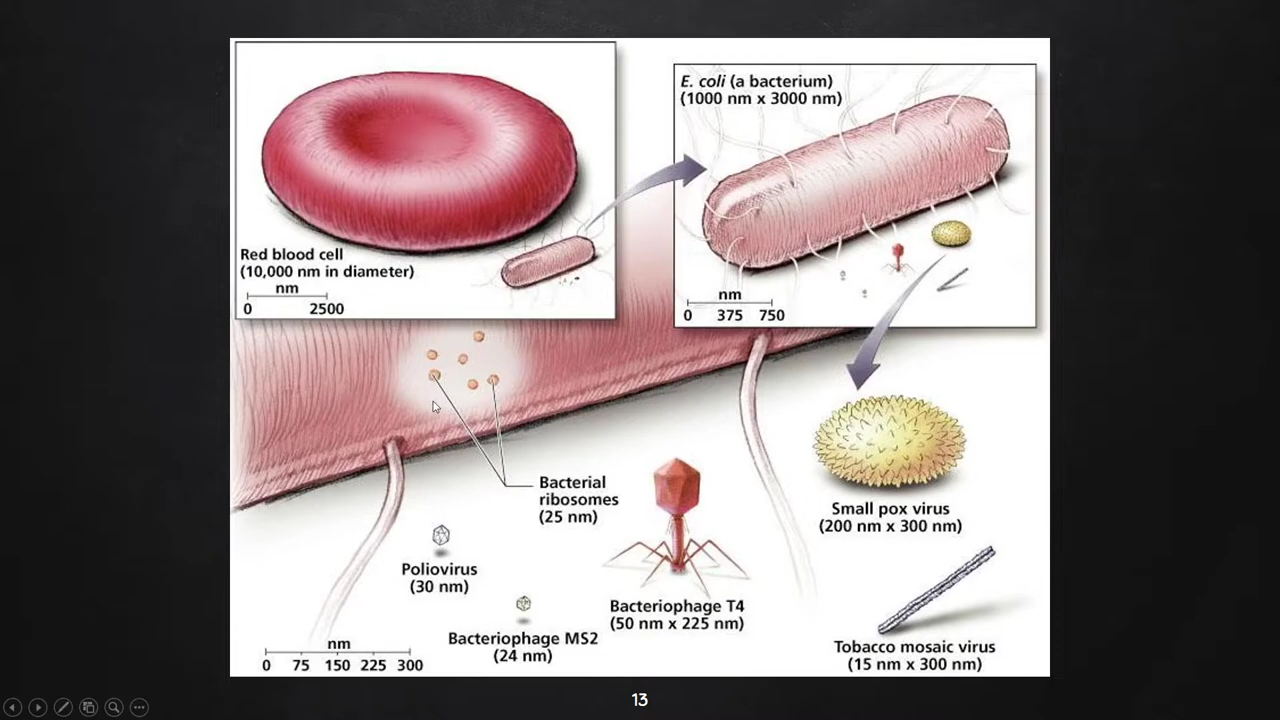 Red blood cell
(10,000 nm in diameter)
nm
0 2500
E. coli (a bacterium)
(1000 nm x 3000 nm)
nm
0 375 750
Bacterial
ribosomes
(25 nm)
Small pox virus
(200 nm x 300 nm)
Poliovirus
(30 nm)
Bacteriophage T4
(50 nm x 225 nm)
Bacteriophage MS2
(24 nm)
Tobacco mosaic virus
(15 nm x 300 nm)
nm
0 75 150 225 300
13